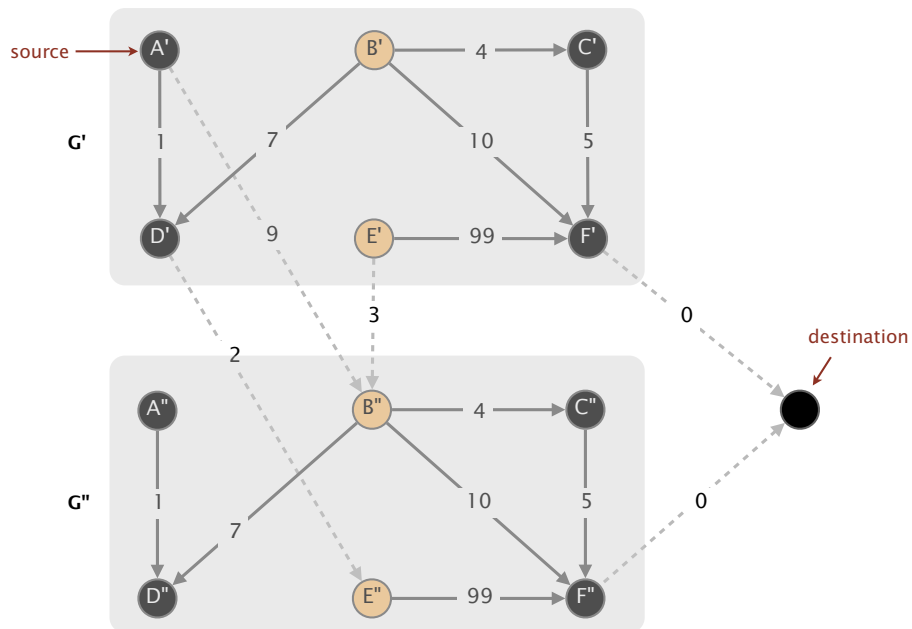 source
A'
B'
4
C'
G'
1
7
10
5
D'
9
E'
99
F'
3
0
2
destination
A"
B"
4
C"
G"
1
7
10
5
0
D"
E"
99
F"